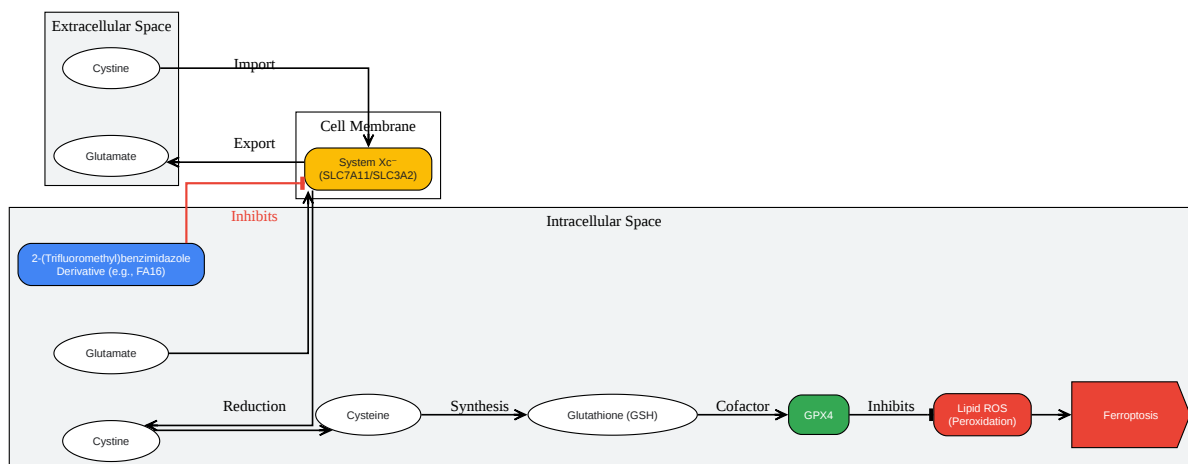 Extracellular Space
Cystine
Import
Cell Membrane
Glutamate
Export
System Xc⁻
(SLC7A11/SLC3A2)
Inhibits
Intracellular Space
2-(Trifluoromethyl)benzimidazole
Derivative (e.g., FA16)
Glutamate
Reduction
Cystine
Cysteine
Synthesis
Glutathione (GSH)
Cofactor
GPX4
Inhibits
Lipid ROS
(Peroxidation)
Ferroptosis